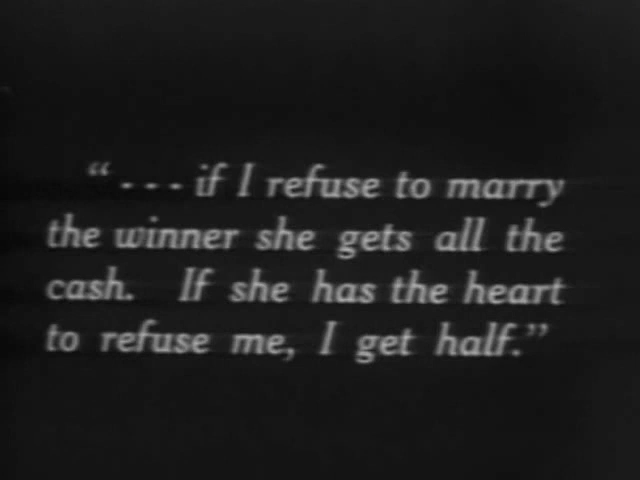 “ - - - if I refuse to marry
the winner she gets all the
cash. If she has the heart
to refuse me, I get half.”